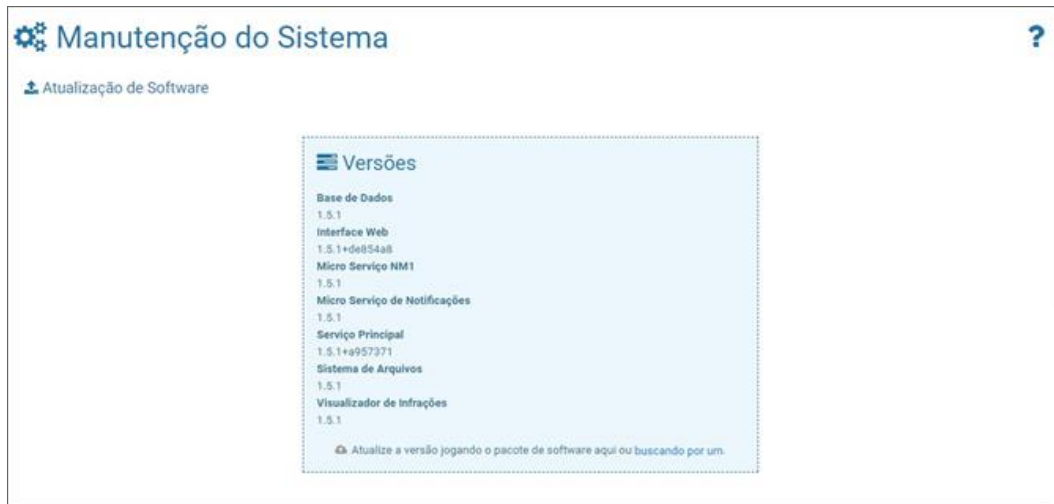 Manutenção do Sistema
?
Atualização de Software
Versões
Base de Dados
1.5.1
Interface Web
1.5.1+de854a8
Micro Serviço NM1
1.5.1
Micro Serviço de Notificações
1.5.1
Serviço Principal
1.5.1+a957371
Sistema de Arquivos
1.5.1
Visualizador de Infrações
1.5.1
Atualize a versão jogando o pacote de software aqui ou buscando por um.